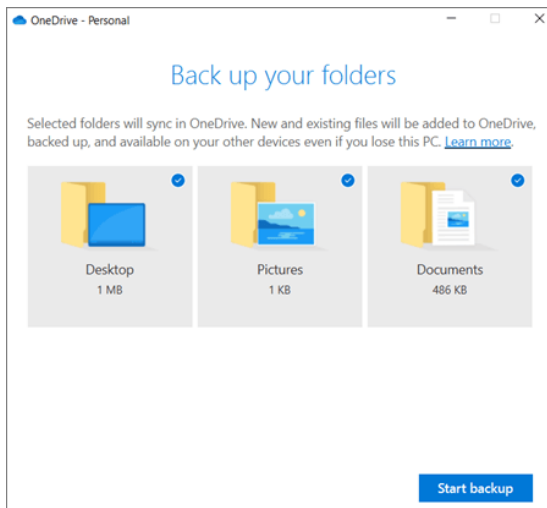 OneDrive - Personal
Back up your folders
Selected folders will sync in OneDrive. New and existing files will be added to OneDrive,
backed up, and available on your other devices even if you lose this PC. Learn more.
Desktop
1 MB
Pictures
1 KB
Documents
486 KB
Start backup